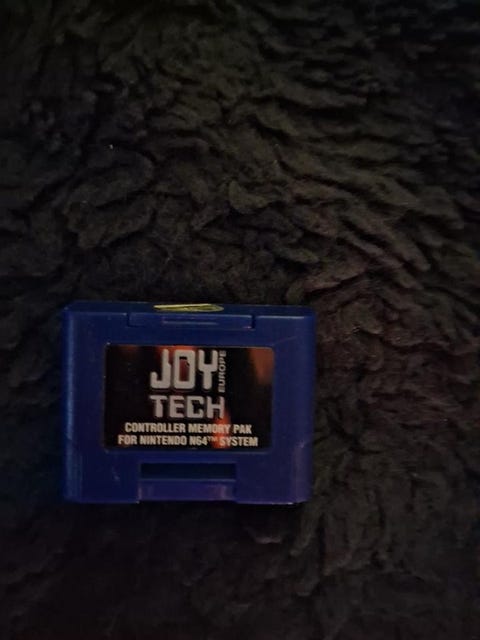 JOY
EUROPE
TECH
CONTROLLER MEMORY PAK
FOR NINTENDO N64™ SYSTEM